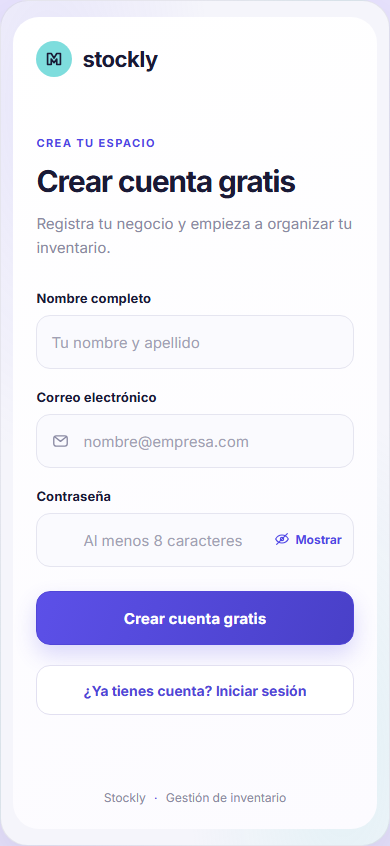 stockly
CREA TU ESPACIO
Crear cuenta gratis
Registra tu negocio y empieza a organizar tu
inventario.
Nombre completo
Tu nombre y apellido
Correo electrónico
nombre@empresa.com
Contraseña
Al menos 8 caracteres
Mostrar
Crear cuenta gratis
¿Ya tienes cuenta? Iniciar sesión
Stockly · Gestión de inventario